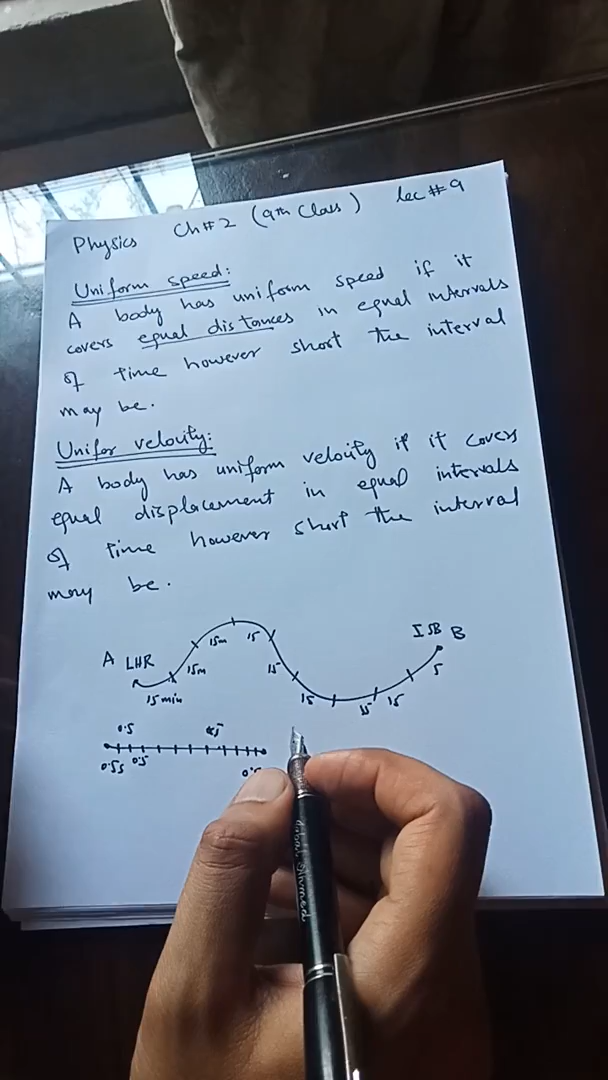 Physics Ch#2 (9th Class) Lec#9
Uniform speed:
A body has uniform speed if it
covers equal distances in equal intervals
of time however short the interval
may be.
Unifor velocity:
A body has uniform velocity if it covers
equal displacement in equal intervals
of time however short the interval
may be.
A LHR
15 min
15m
15m
15
15
15
15
15
5
ISB B
0.5
0.5s 0.5